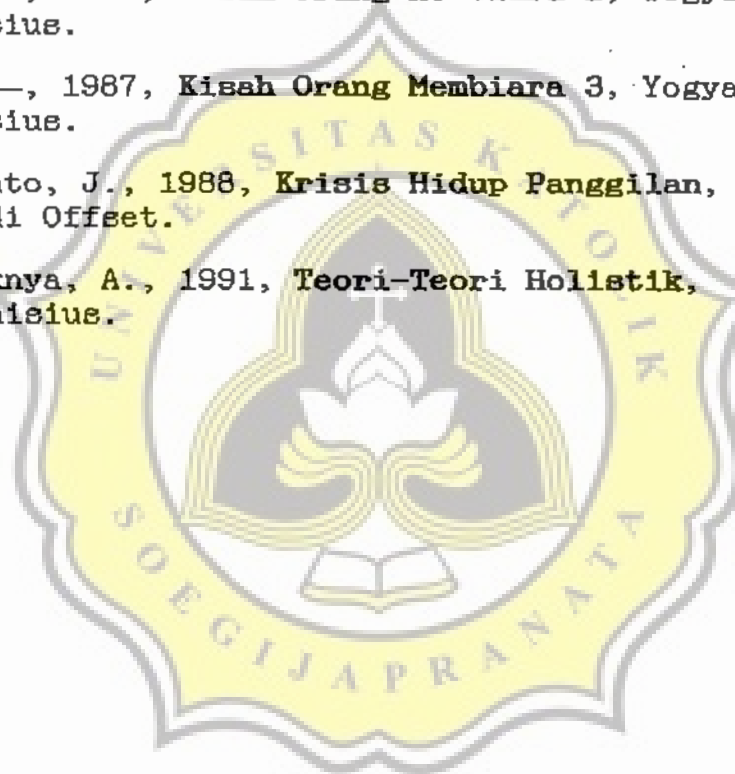 sius.
—, 1987, Kisah Orang Membiara 3, Yogya
sius.
nto, J., 1988, Krisis Hidup Panggilan,
i Offset.
nya, A., 1991, Teori-Teori Holistik,
isius.
UNIVERSITAS KATOLIK
SOEGIJAPRANATA